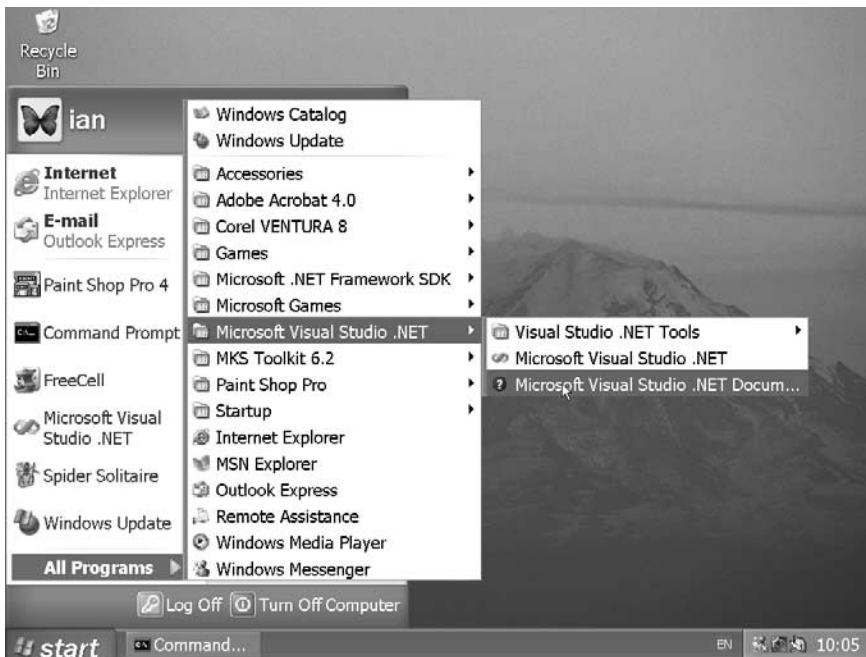 Recycle
Bin
ian
Internet
Internet Explorer
E-mail
Outlook Express
Paint Shop Pro 4
Command Prompt
FreeCell
Microsoft Visual
Studio .NET
Spider Solitaire
Windows Update
All Programs
Windows Catalog
Windows Update
Accessories
Adobe Acrobat 4.0
Corel VENTURA 8
Games
Microsoft .NET Framework SDK
Microsoft Games
Microsoft Visual Studio .NET
MKS Toolkit 6.2
Paint Shop Pro
Startup
Internet Explorer
MSN Explorer
Outlook Express
Remote Assistance
Windows Media Player
Windows Messenger
Visual Studio .NET Tools
Microsoft Visual Studio .NET
Microsoft Visual Studio .NET Docum...
Log Off
Turn Off Computer
start
Command...
EN
10:05